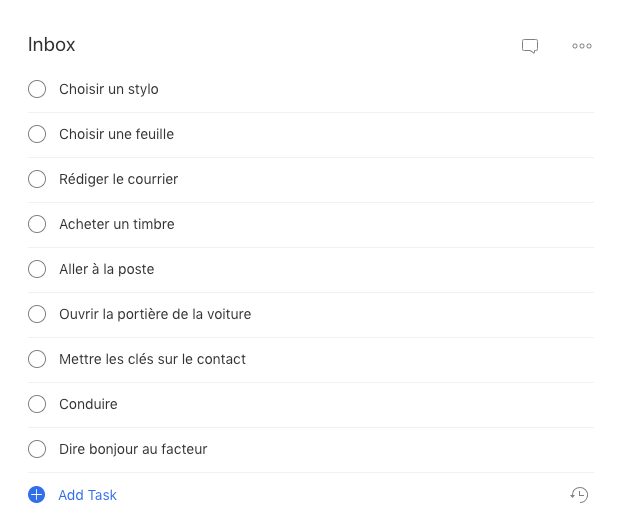 Inbox
Choisir un stylo
Choisir une feuille
Rédiger le courrier
Acheter un timbre
Aller à la poste
Ouvrir la portière de la voiture
Mettre les clés sur le contact
Conduire
Dire bonjour au facteur
Add Task